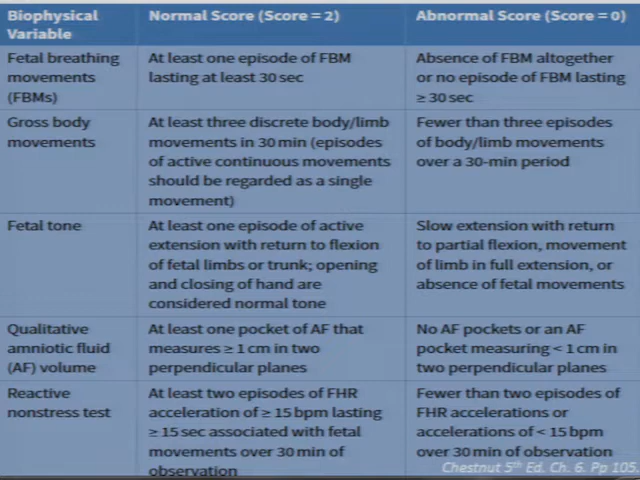 Biophysical Variable | Normal Score (Score = 2) | Abnormal Score (Score = 0)
Fetal breathing
movements
(FBMs)
At least one episode of FBM
lasting at least 30 sec
Absence of FBM altogether
or no episode of FBM lasting
≥ 30 sec
Gross body
movements
At least three discrete body/limb
movements in 30 min (episodes
of active continuous movements
should be regarded as a single
movement)
Fewer than three episodes
of body/limb movements
over a 30-min period
Fetal tone
At least one episode of active
extension with return to flexion
of fetal limbs or trunk; opening
and closing of hand are
considered normal tone
Slow extension with return
to partial flexion, movement
of limb in full extension, or
absence of fetal movements
Qualitative
amniotic fluid
(AF) volume
At least one pocket of AF that
measures ≥ 1 cm in two
perpendicular planes
No AF pockets or an AF
pocket measuring < 1 cm in
two perpendicular planes
Reactive
nonstress test
At least two episodes of FHR
acceleration of ≥ 15 bpm lasting
≥ 15 sec associated with fetal
movements over 30 min of
observation
Fewer than two episodes of
FHR accelerations or
accelerations of < 15 bpm
over 30 min of observation
Chestnut 5th Ed. Ch. 6. Pp 105.